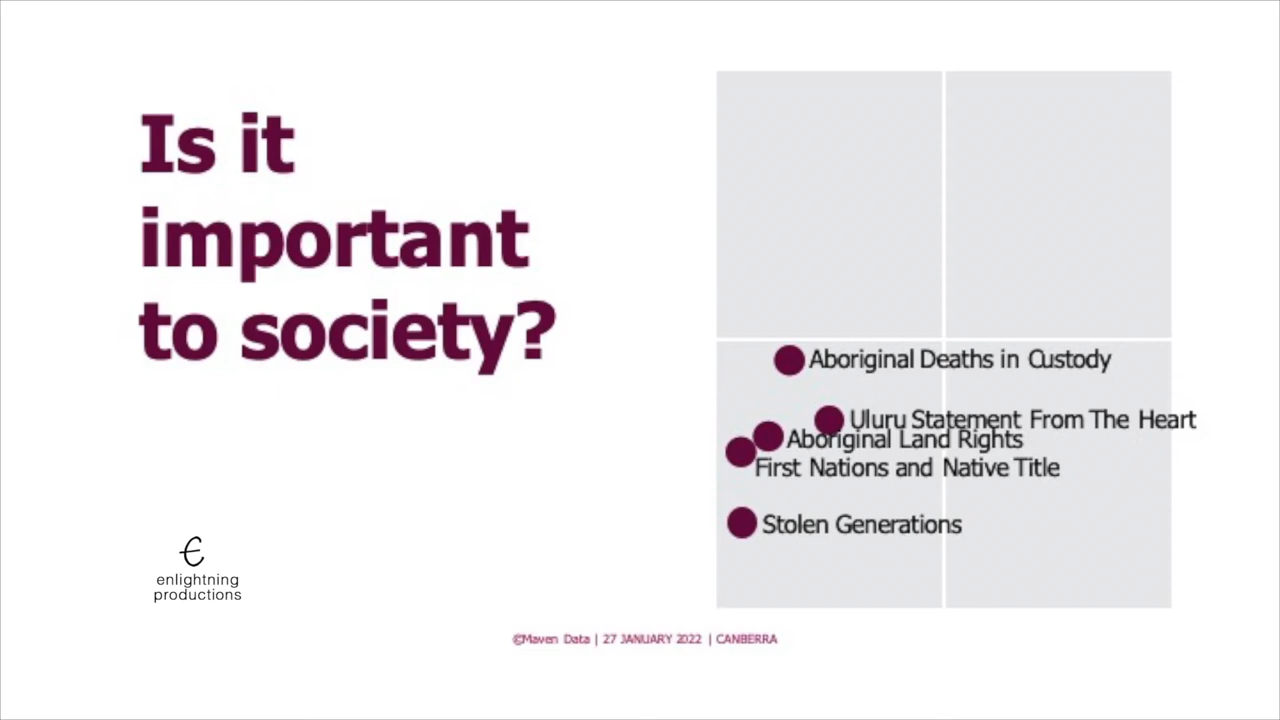 Is it
important
to society?
Aboriginal Deaths in Custody
Uluru Statement From The Heart
Aboriginal Land Rights
First Nations and Native Title
Stolen Generations
€
enlightning
productions
©Maven Data | 27 JANUARY 2022 | CANBERRA